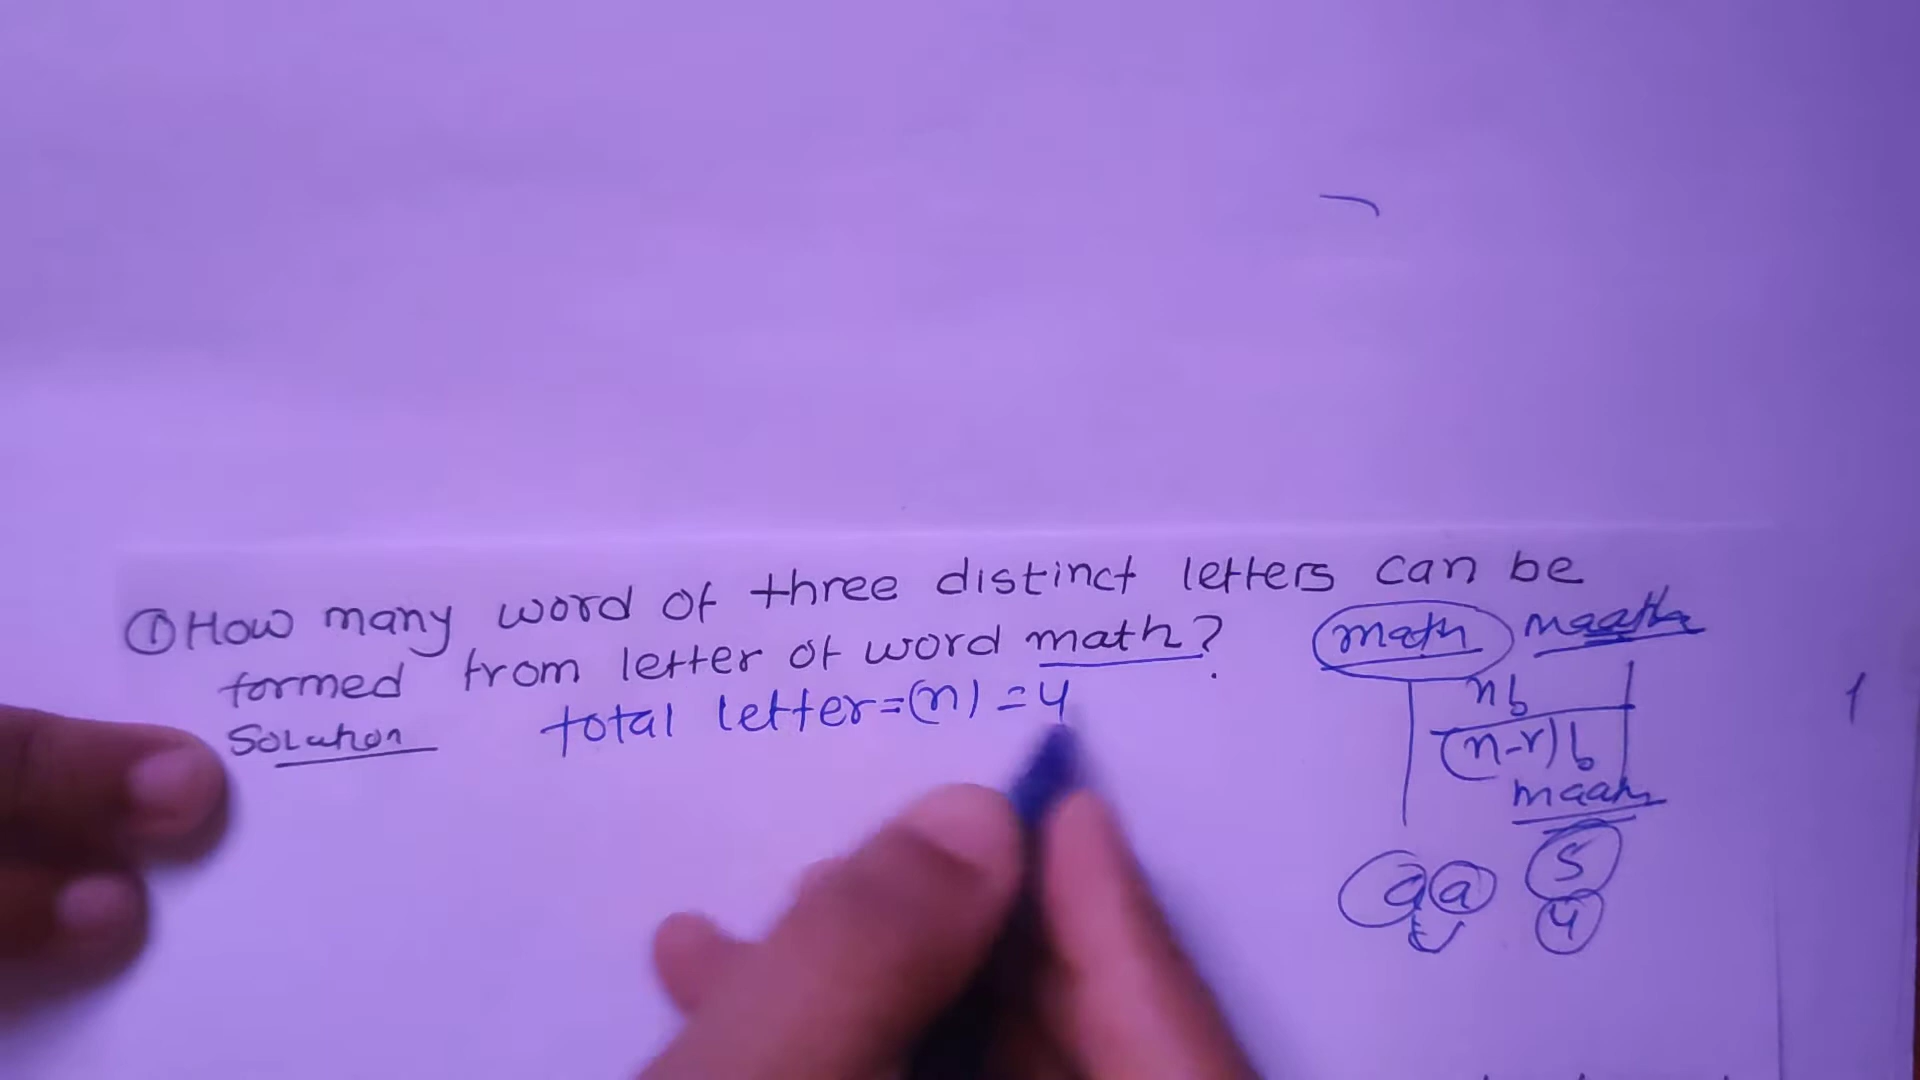 ① How many word of three distinct letters can be
formed from letter of word math?
Solution total letter=(n) =4
math maath
n!
(n-r)!
maath
a a 5
4